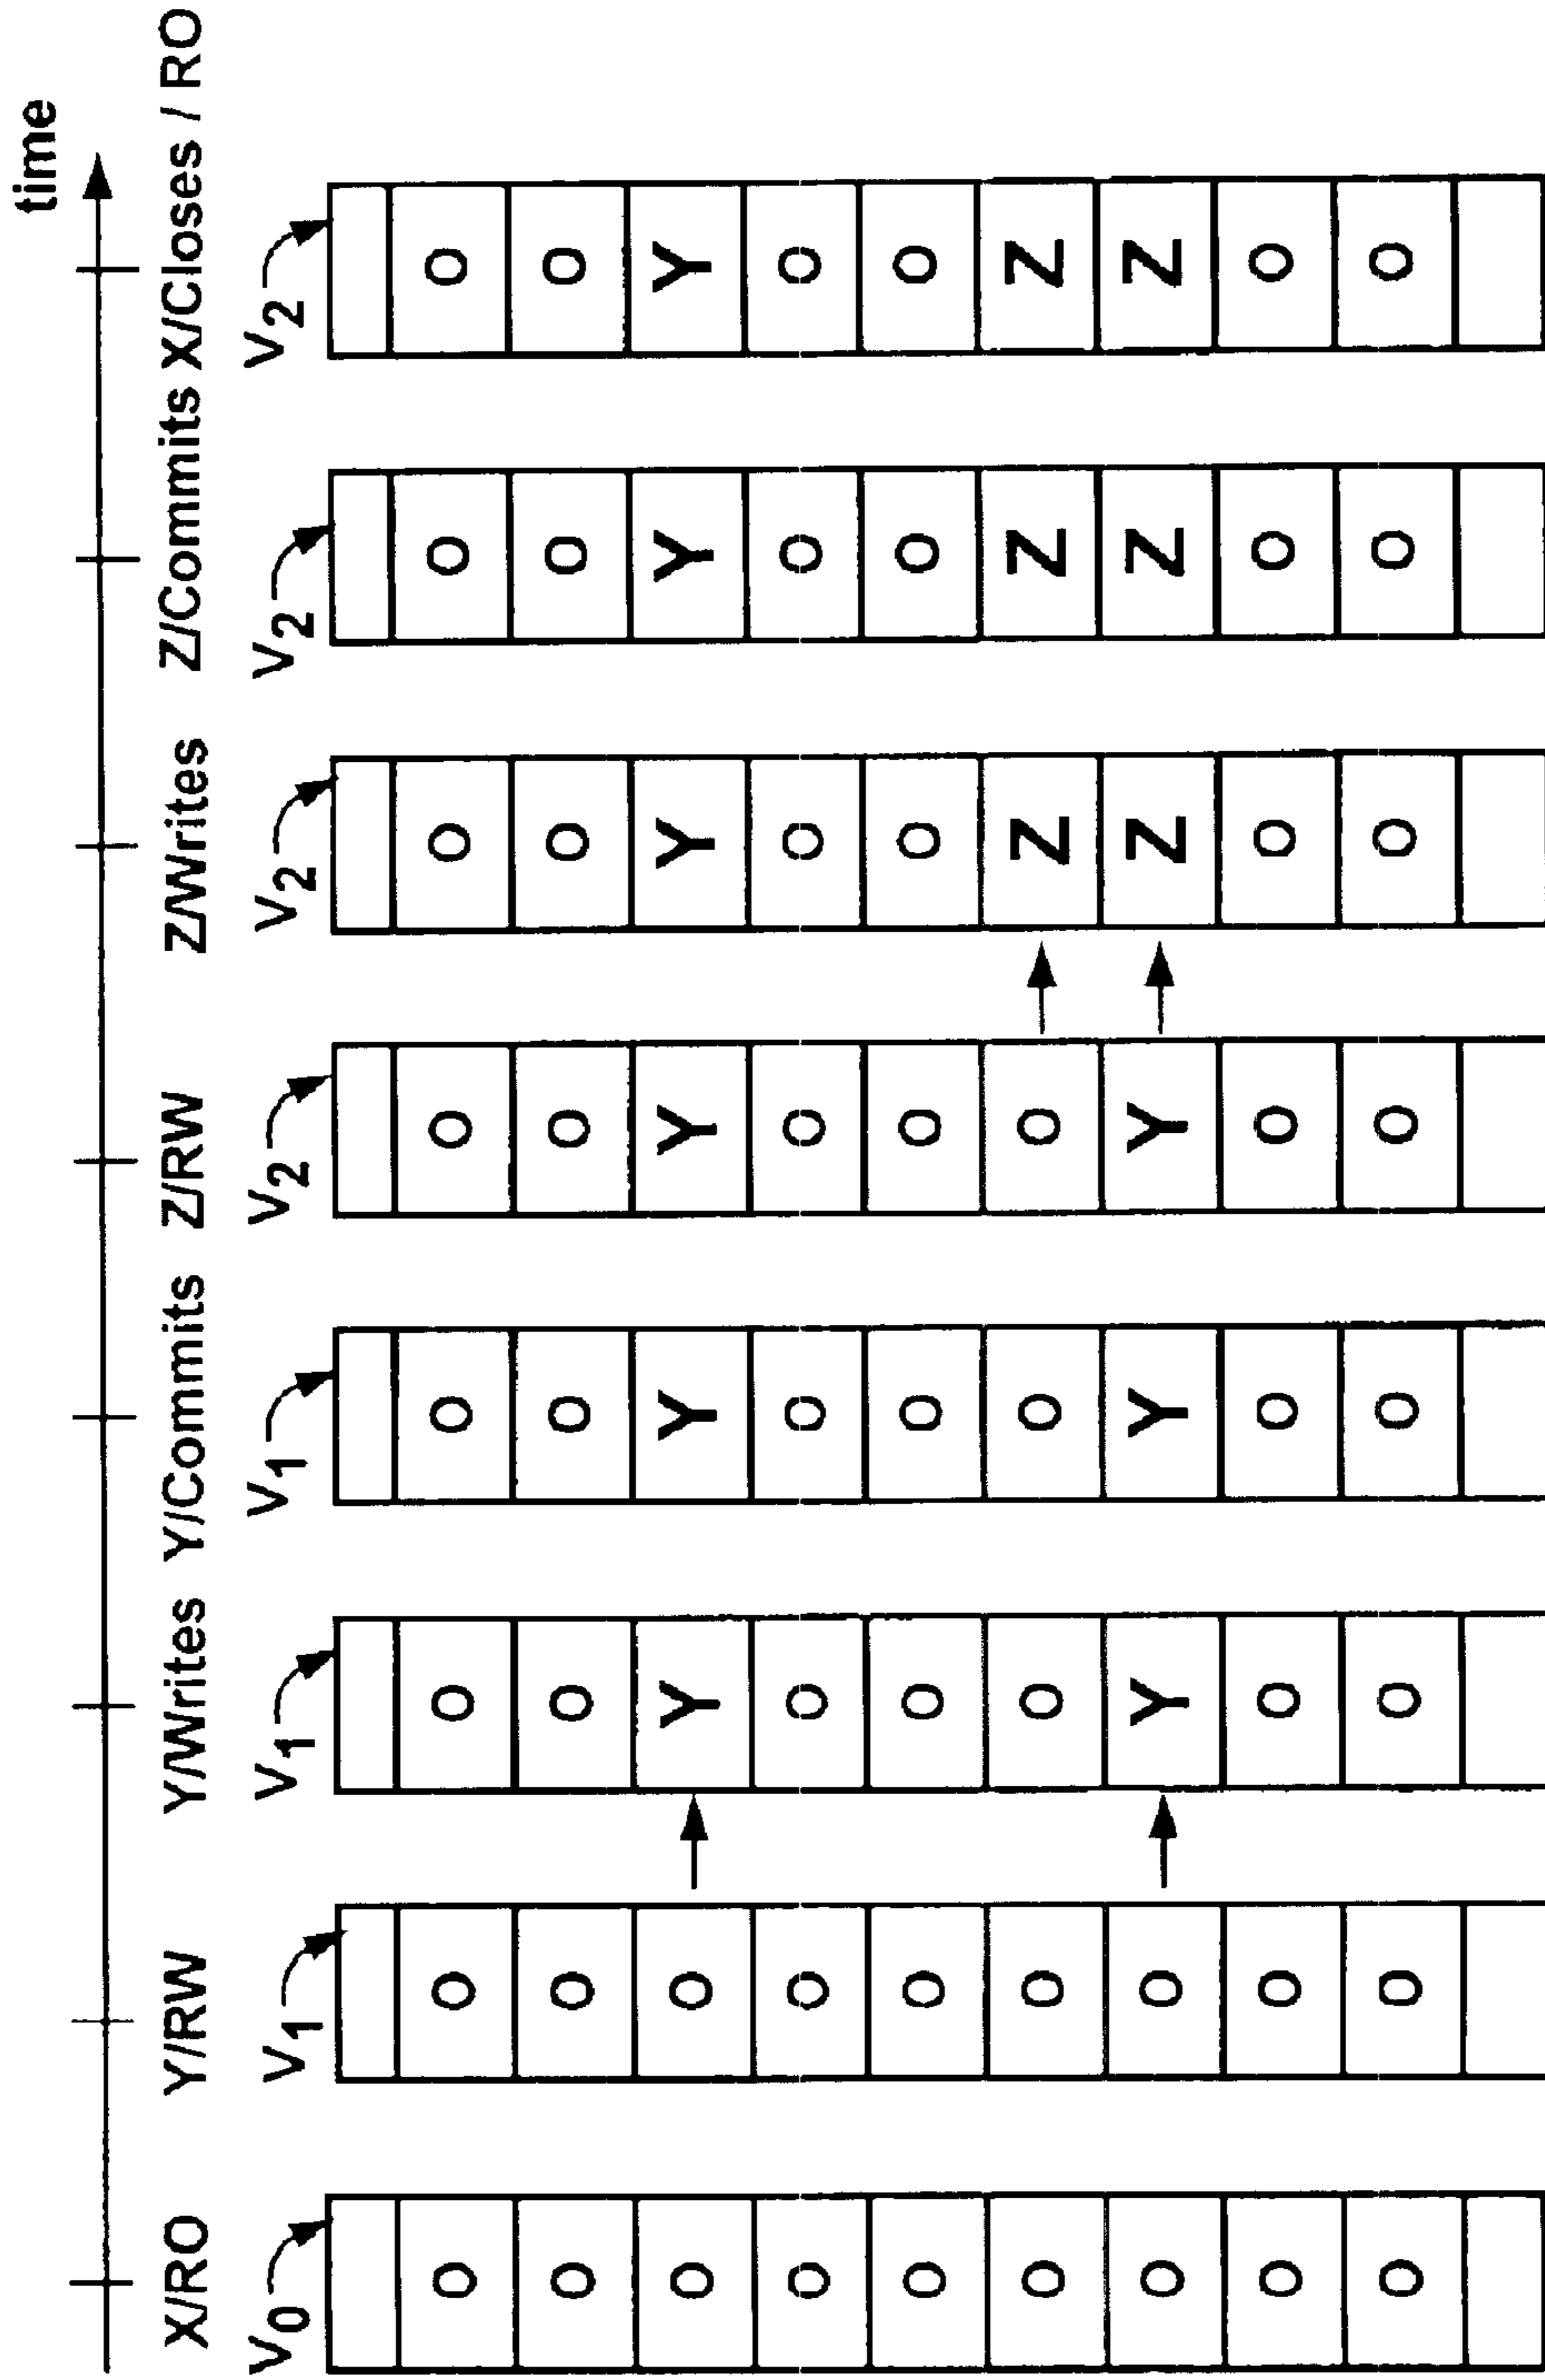 time
X/RO Y/RW Y/Writes Y/Commits Z/RW Z/Writes Z/Commits X/Closes / RO
V0 V1 V1 V1 V2 V2 V2 V2
O O O O O O O O
O O O O O O O O
O O Y Y Y Y Y Y
O O O O O O O O
O O O O O O O O
O O O O O Z Z Z
O O Y Y Y Z Z Z
O O O O O O O O
O O O O O O O O